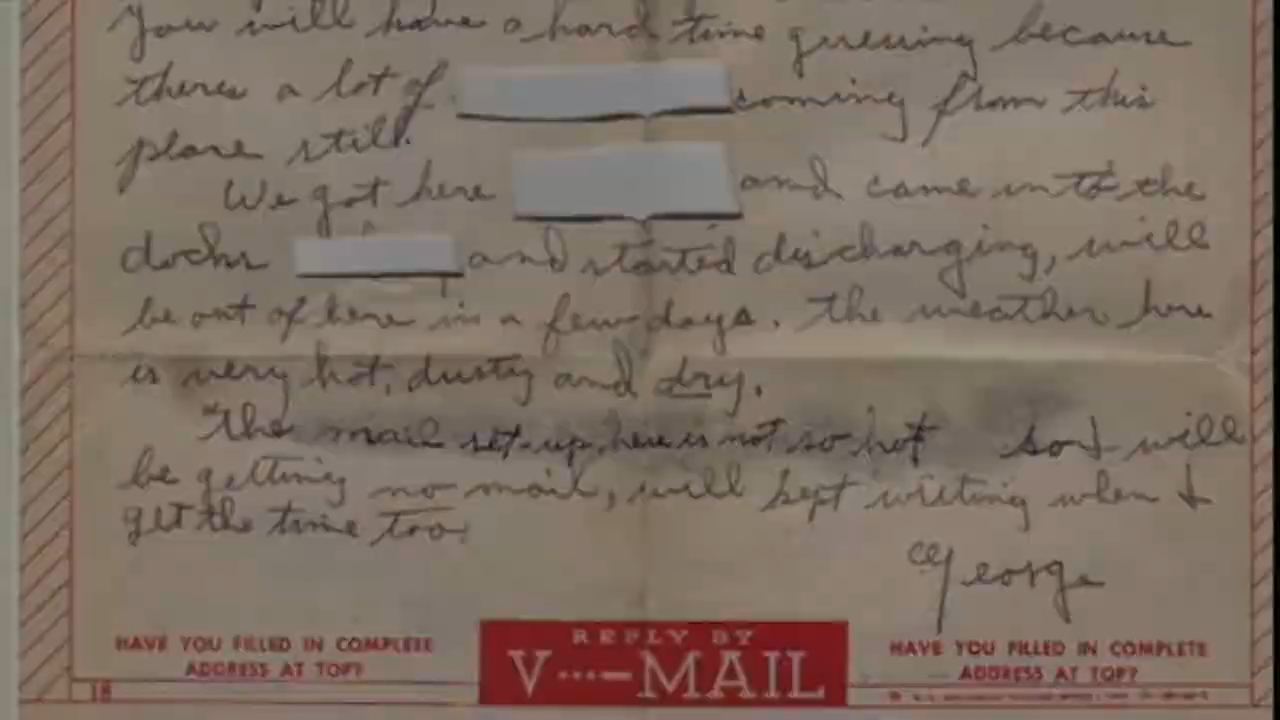 You will have a hard time guessing because
theres a lot of coming from this
place still.
We got here and came into the
docks and started discharging, will
be out of here in a few days. The weather here
is very hot, dusty and dry.
The mail set-up here is not so hot so I will
be getting no mail, will kept writing when I
get the time too.
George
HAVE YOU FILLED IN COMPLETE
ADDRESS AT TOP?
REPLY BY
V···—MAIL
HAVE YOU FILLED IN COMPLETE
ADDRESS AT TOP?
16